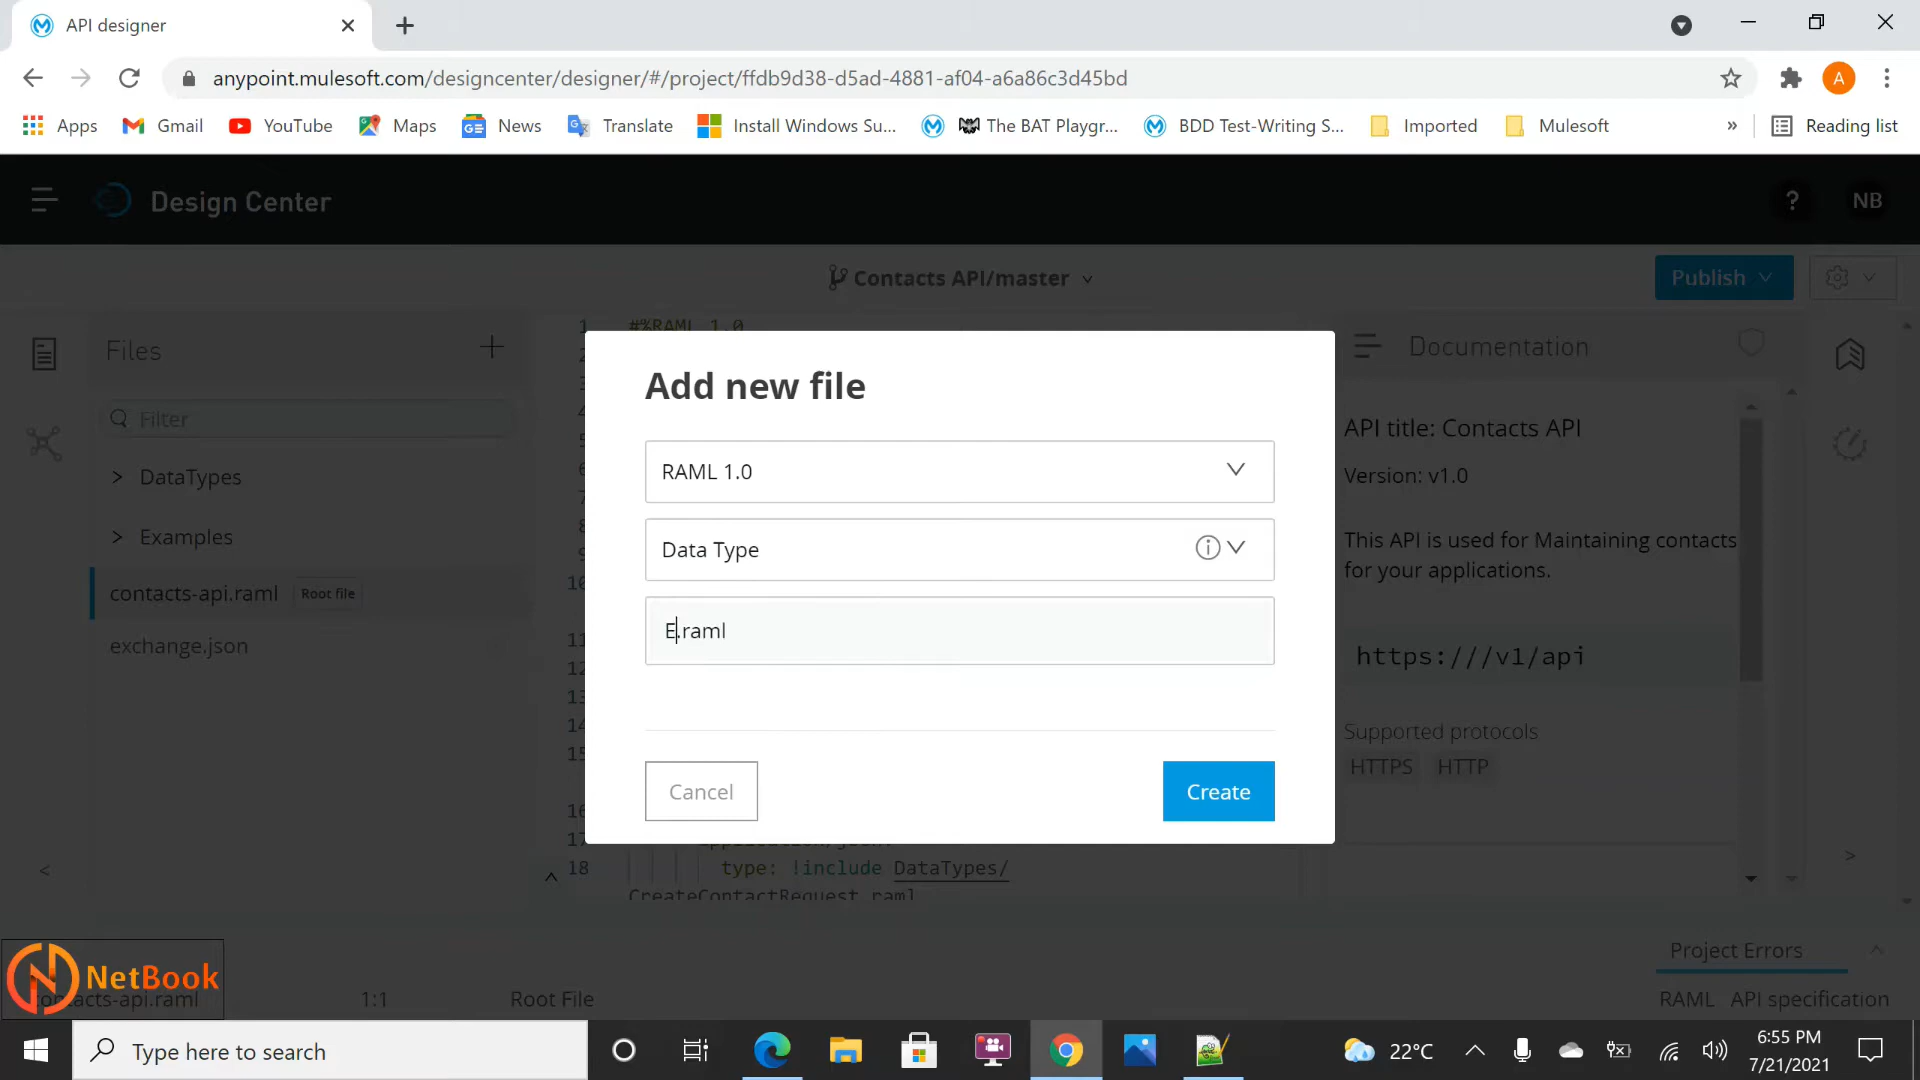 API designer
anypoint.mulesoft.com/designcenter/designer/#/project/ffdb9d38-d5ad-4881-af04-a6a86c3d45bd
A
Apps Gmail YouTube Maps News Translate Install Windows Su... The BAT Playgr... BDD Test-Writing S... Imported Mulesoft » Reading list
Design Center
? NB
Contacts API/master
Publish
Files
Filter
DataTypes
Examples
contacts-api.raml Root file
exchange.json
1 #%RAML 1.0
Add new file
RAML 1.0
Data Type
E.raml
Cancel
Create
18 type: !include DataTypes/
CreateContactRequest.raml
Documentation
API title: Contacts API
Version: v1.0
This API is used for Maintaining contacts
for your applications.
https:///v1/api
Supported protocols
HTTPS HTTP
Project Errors
NetBook
contacts-api.raml 1:1 Root File
RAML API specification
Type here to search
22°C
6:55 PM
7/21/2021